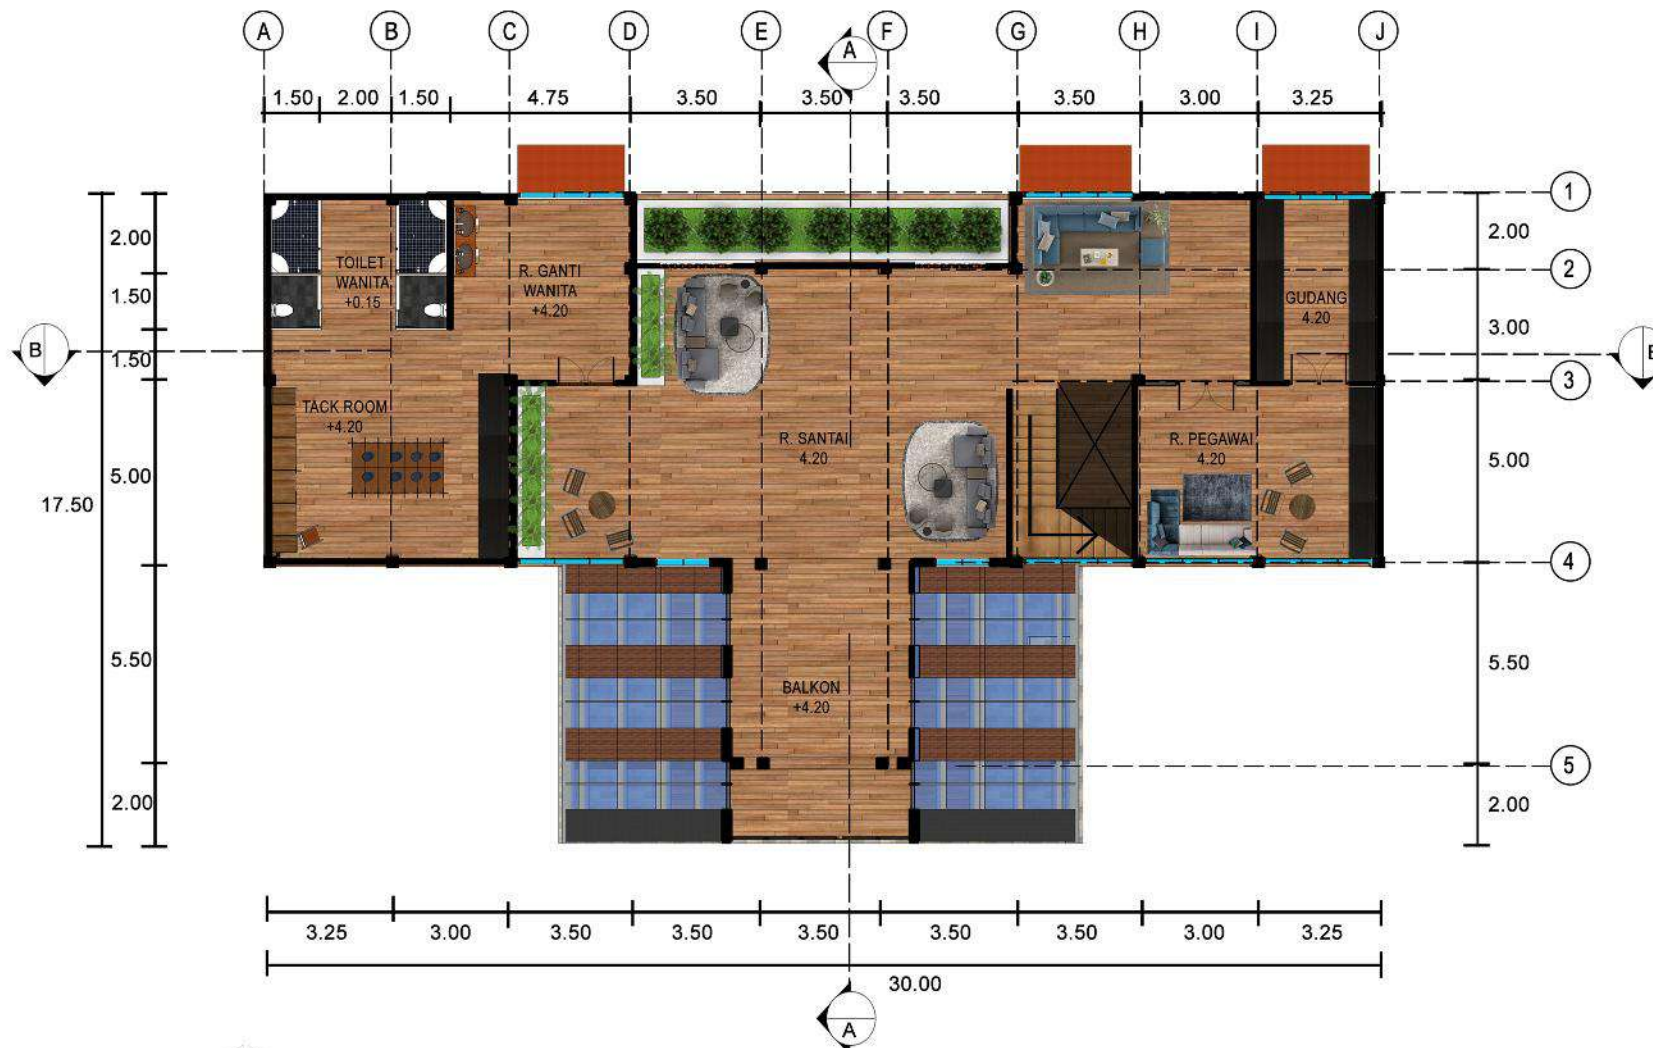 A B C D E F G H I J
A
1.50 2.00 1.50 4.75 3.50 3.50 3.50 3.50 3.00 3.25
1
2.00 2.00
TOILET
WANITA
+0.15
R. GANTI
WANITA
+4.20
2
1.50
GUDANG
4.20
3.00
B
1.50
3
TACK ROOM
+4.20
R. SANTAI
4.20
R. PEGAWAI
4.20
5.00 5.00
17.50
4
5.50 5.50
BALKON
+4.20
5
2.00 2.00
3.25 3.00 3.50 3.50 3.50 3.50 3.50 3.00 3.25
30.00
A